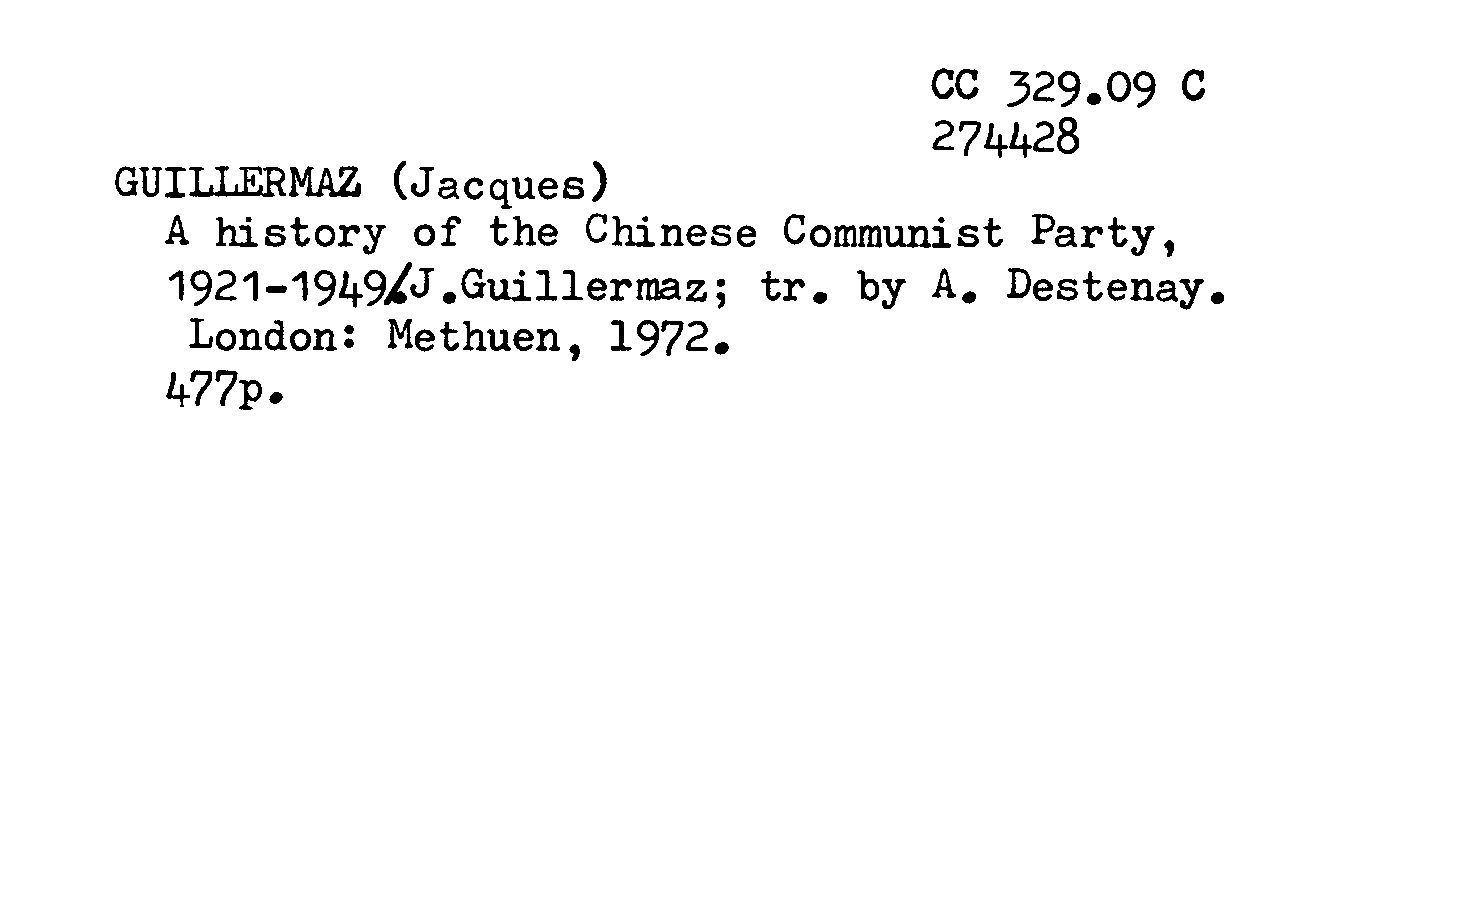 CC 329.09 C
274428
GUILLERMAZ (Jacques)
A history of the Chinese Communist Party,
1921-1949/J.Guillermaz; tr. by A. Destenay.
London: Methuen, 1972.
477p.